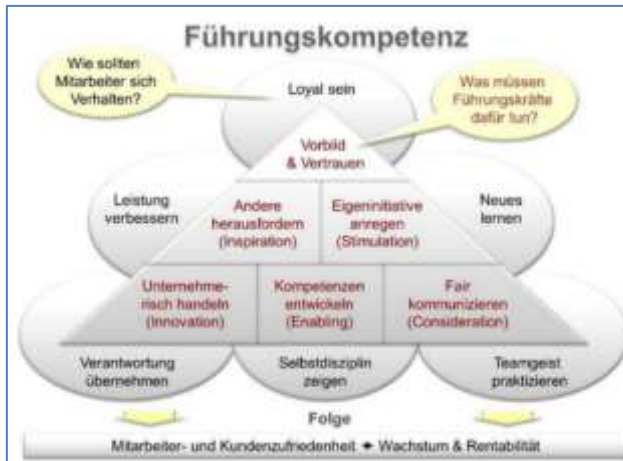 Führungskompetenz
Wie sollten
Mitarbeiter sich
Verhalten?
Loyal sein
Was müssen
Führungskräfte
dafür tun?
Vorbild
& Vertrauen
Leistung
verbessern
Andere
herausfordern
(Inspiration)
Eigeninitiative
anregen
(Stimulation)
Neues
lernen
Unternehme-
risch handeln
(Innovation)
Kompetenzen
entwickeln
(Enabling)
Fair
kommunizieren
(Consideration)
Verantwortung
übernehmen
Selbstdisziplin
zeigen
Teamgeist
praktizieren
Folge
Mitarbeiter- und Kundenzufriedenheit + Wachstum & Rentabilität